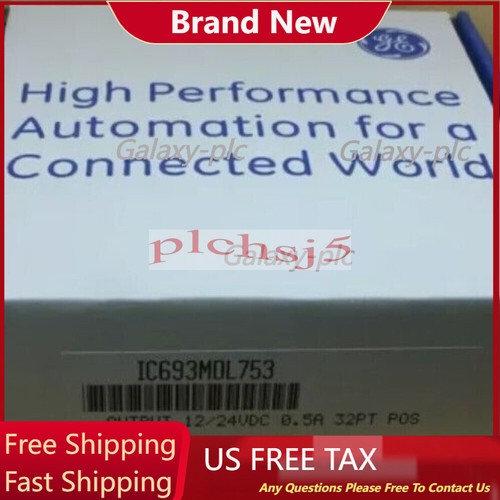 Brand New
GE
High Performance
Automation for a
Galaxy-plc Galaxy-plc
Connected World
plchsj5
Galaxy-plc
IC693MDL753
OUTPUT 12/24VDC 0.5A 32PT POS
Free Shipping
Fast Shipping
US FREE TAX
Any Questions Please Free To Contact Us